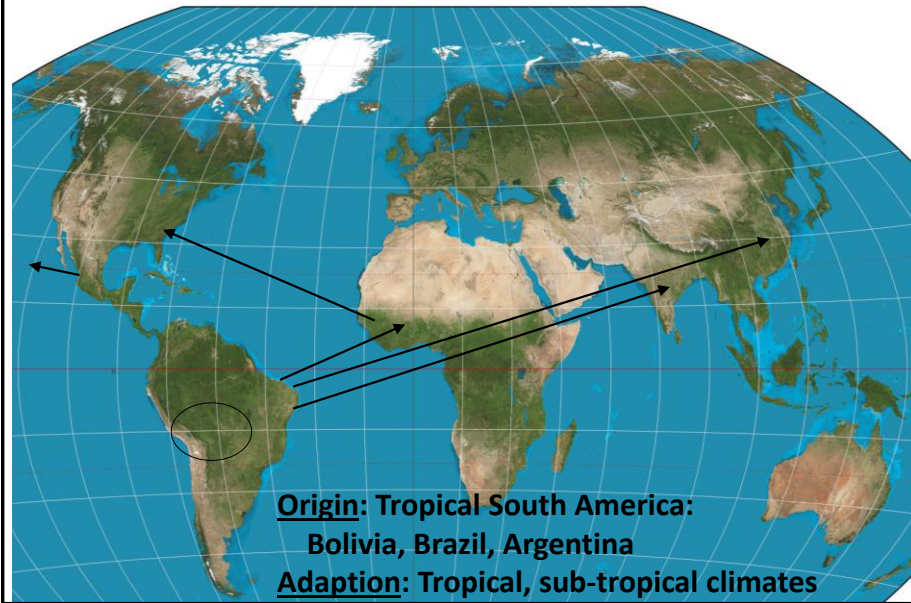 Origin: Tropical South America:
Bolivia, Brazil, Argentina
Adaption: Tropical, sub-tropical climates